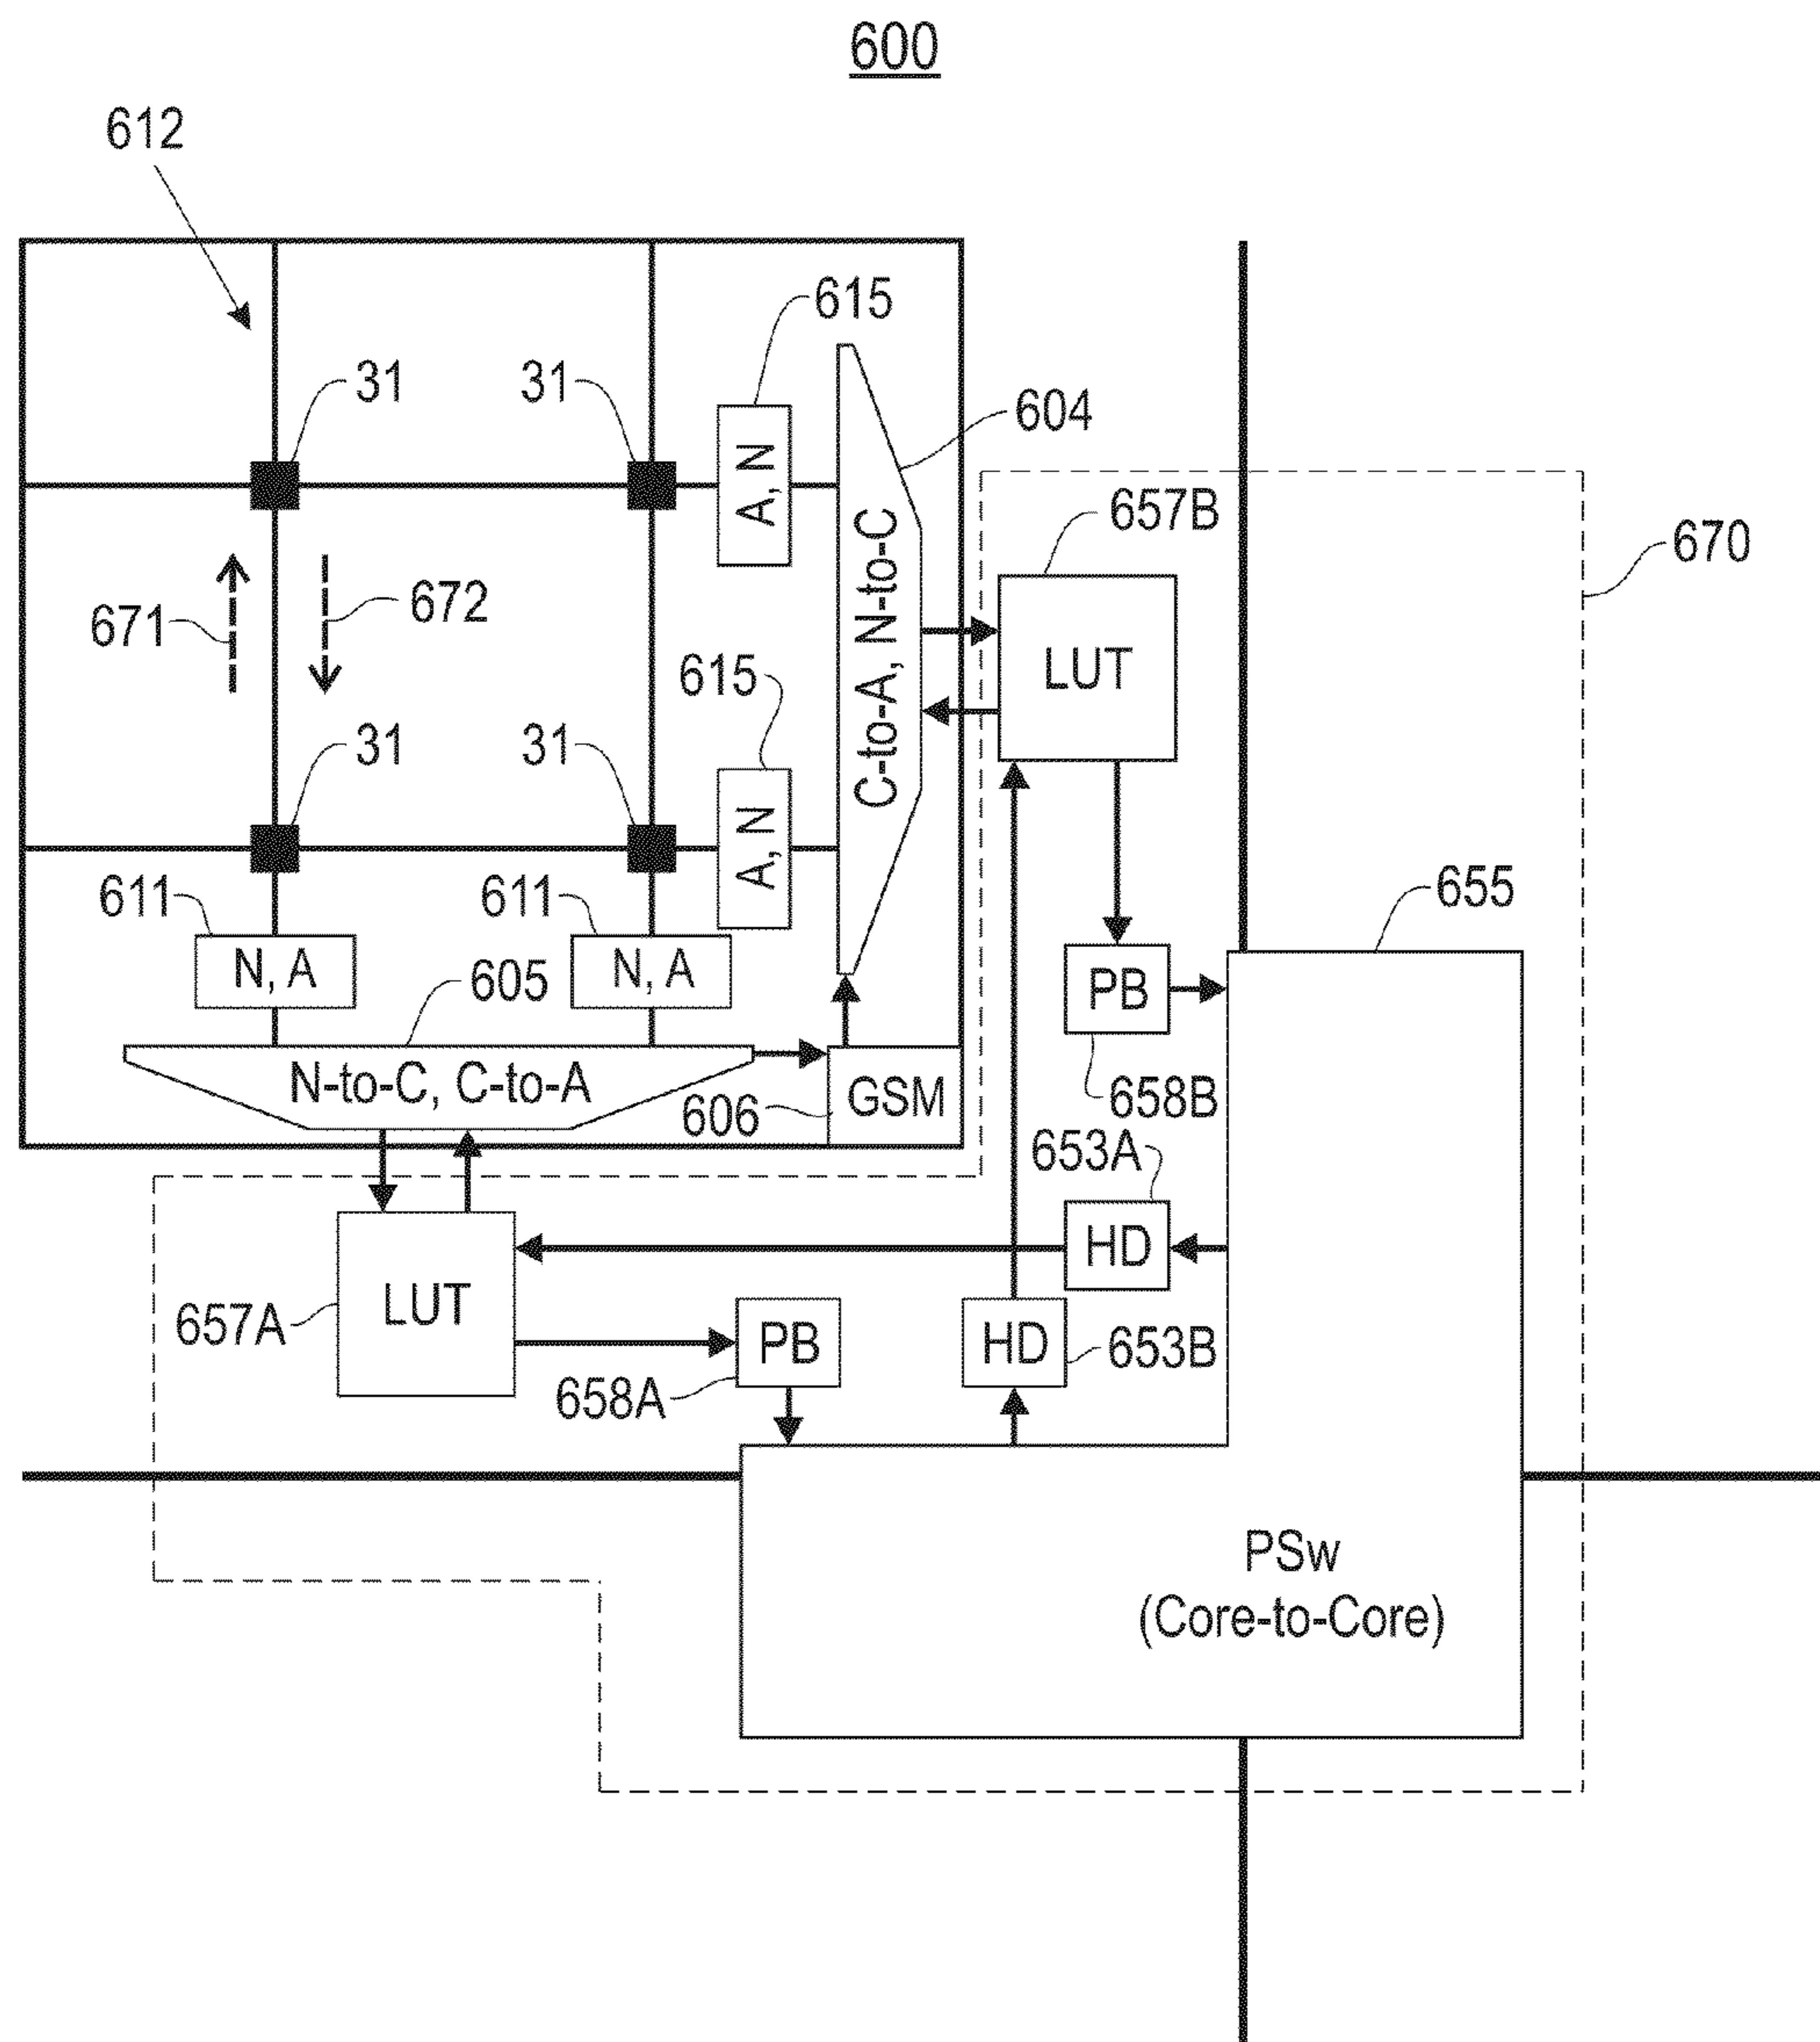 600
612
615
31
31
604
A, N
657B
670
C-to-A, N-to-C
671
672
LUT
615
31
31
A, N
655
611
611
N, A
605
N, A
PB
N-to-C, C-to-A
606
GSM
658B
653A
HD
657A
LUT
PB
HD
653B
658A
PSw
(Core-to-Core)